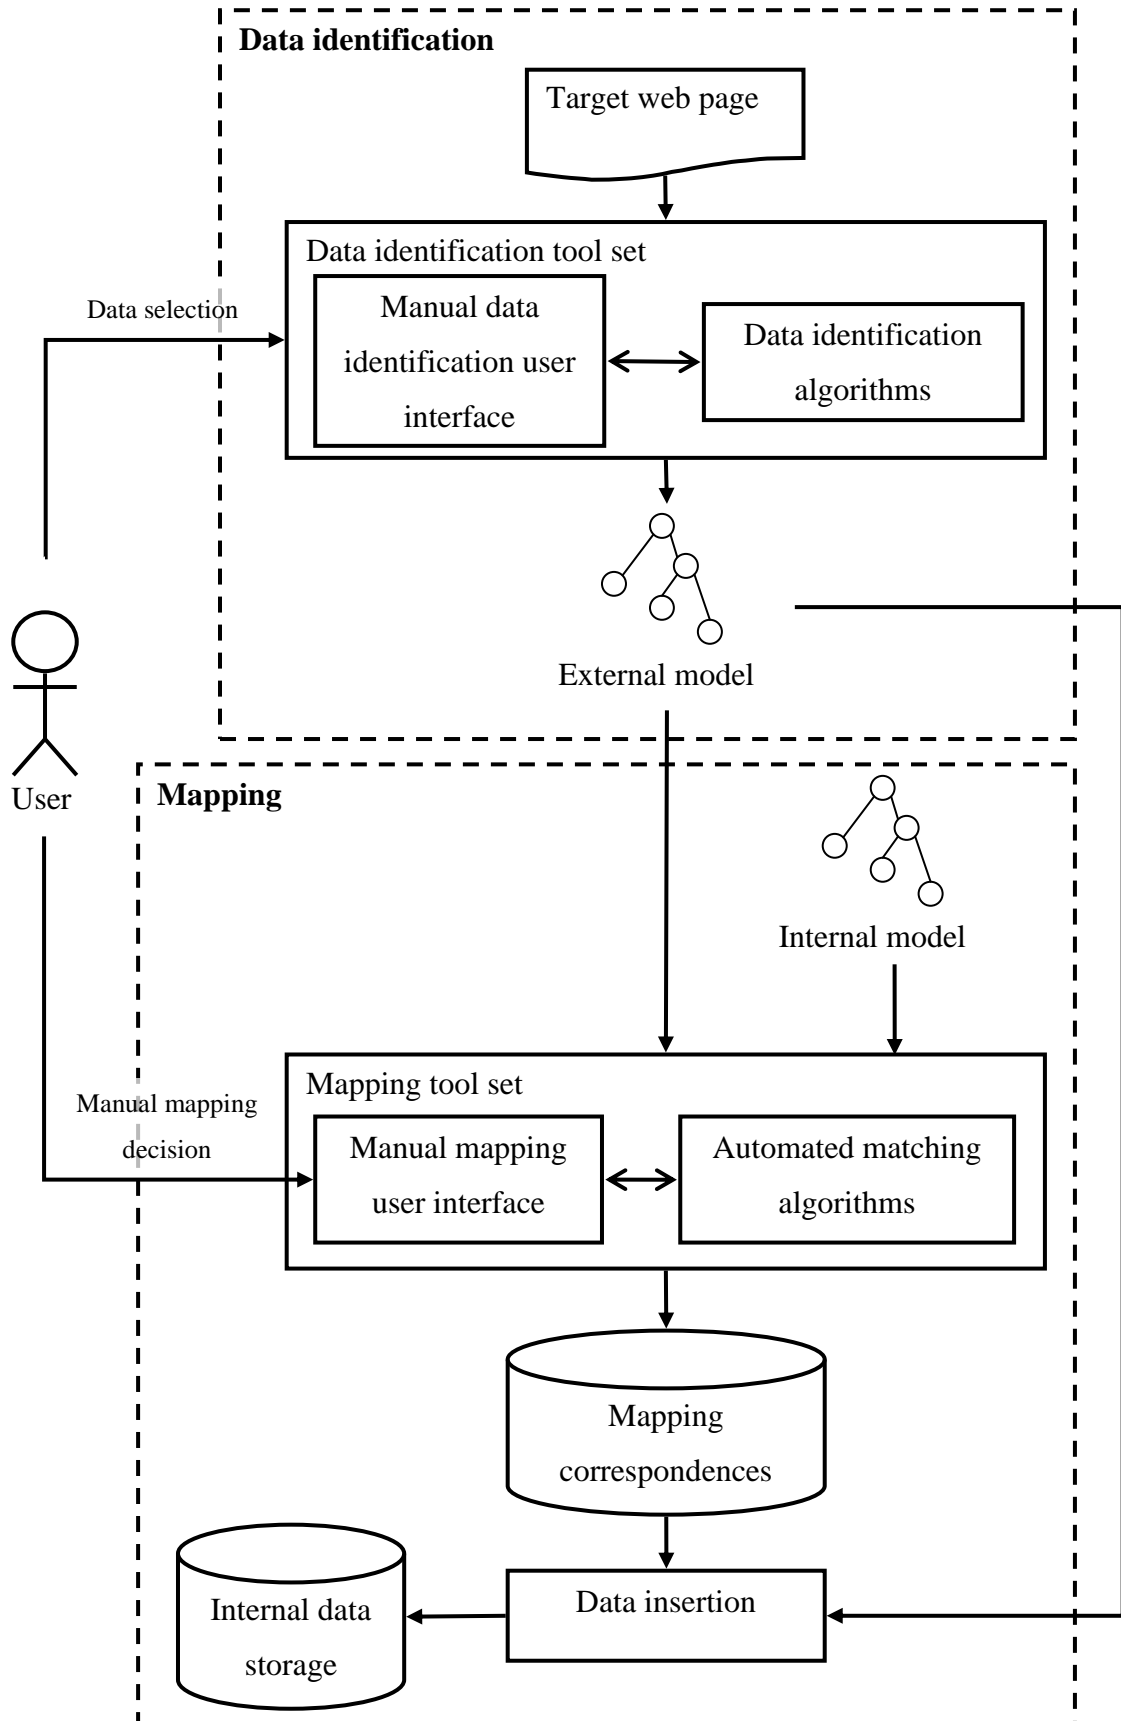 Data identification
Target web page
Data identification tool set
Data selection
Manual data
identification user
interface
Data identification
algorithms
External model
User
Mapping
Internal model
Mapping tool set
Manual mapping
decision
Manual mapping
user interface
Automated matching
algorithms
Mapping
correspondences
Internal data
storage
Data insertion